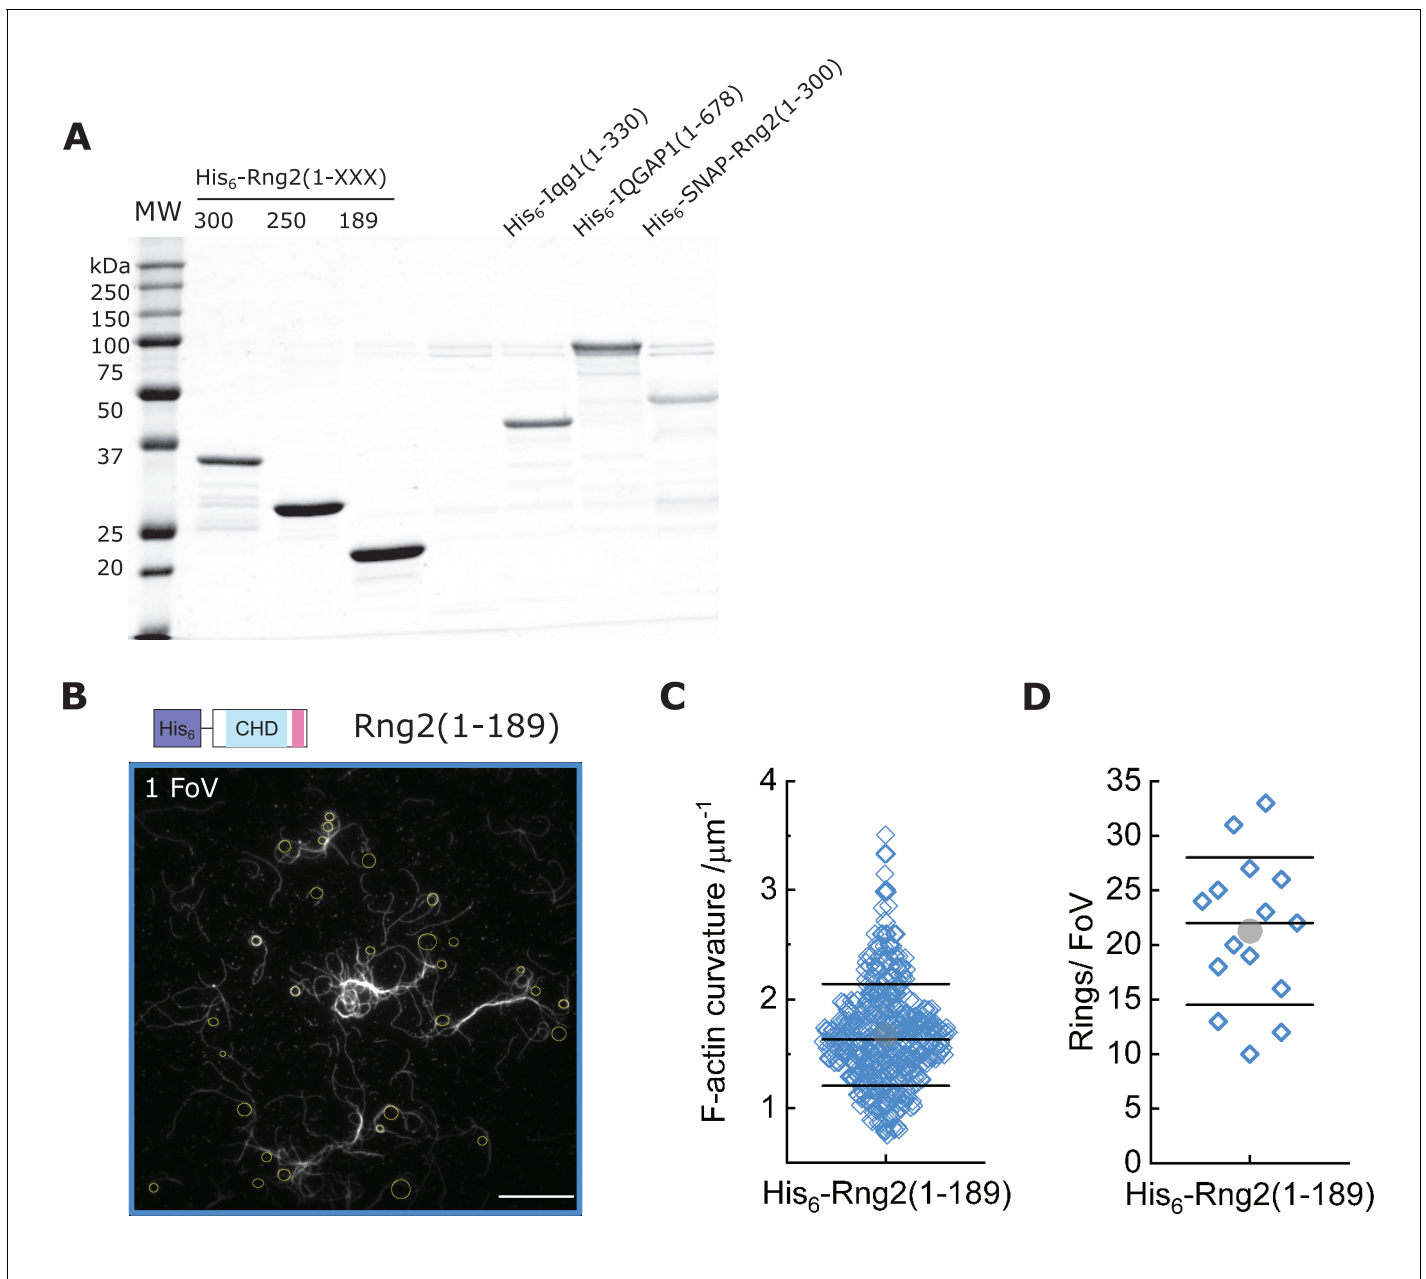 A
His6-Rng2(1-XXX)
MW
300 250 189
His6-Iqg1(1-330)
His6-IQGAP1(1-678)
His6-SNAP-Rng2(1-300)
kDa
250
150
100
75
50
37
25
20
B
His6 CHD
Rng2(1-189)
1 FoV
C
F-actin curvature /μm-1
4
3
2
1
His6-Rng2(1-189)
D
Rings/ FoV
35
30
25
20
15
10
5
0
His6-Rng2(1-189)